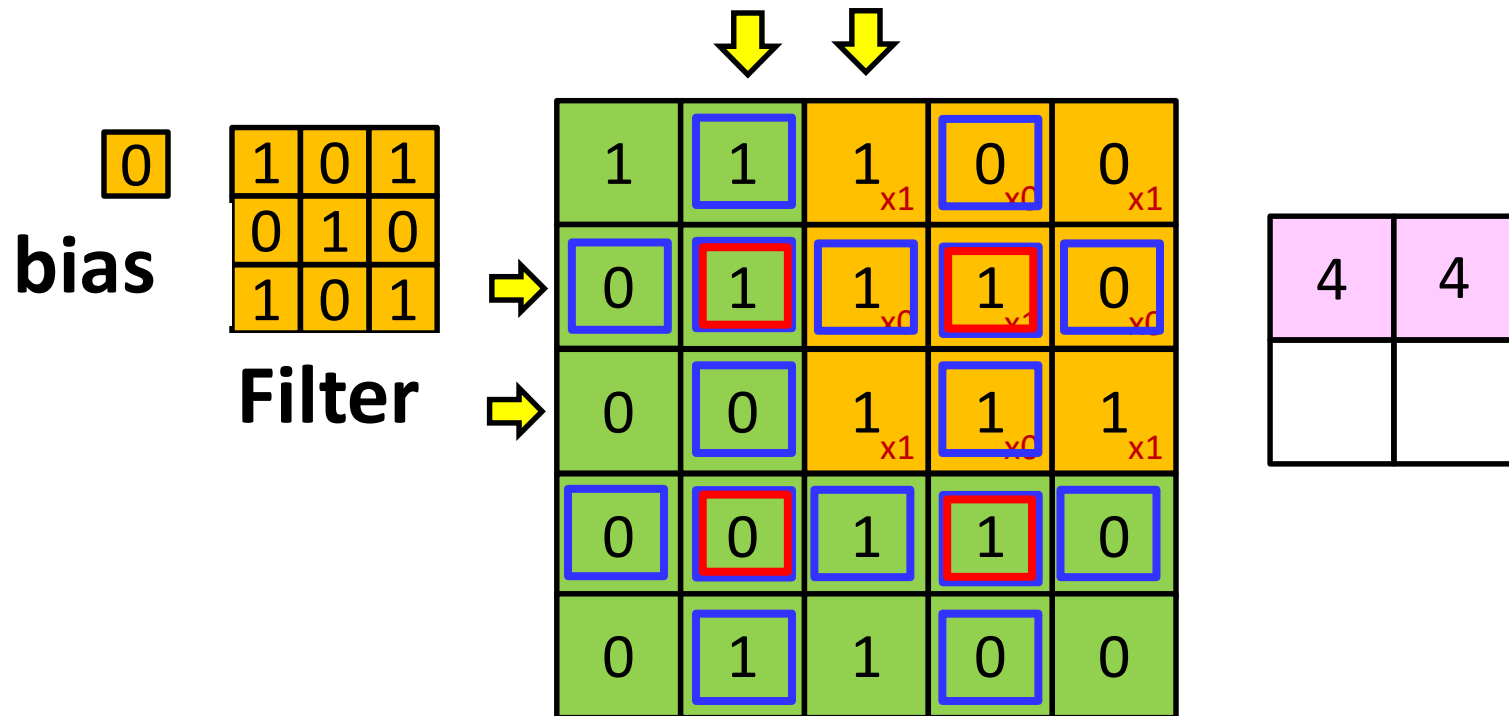 0
bias
1 0 1
0 1 0
1 0 1
Filter
1 1 1 0 0
x1 x0 x1
0 1 1 1 0
x0 x1 x0
0 0 1 1 1
x1 x0 x1
0 0 1 1 0
0 1 1 0 0
4 4